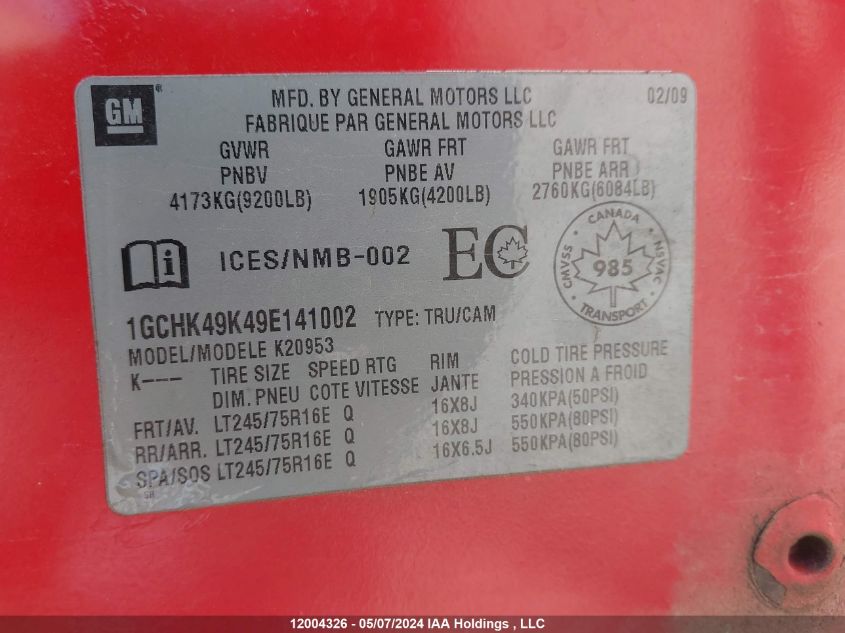 GM
MFD. BY GENERAL MOTORS LLC 02/09
FABRIQUE PAR GENERAL MOTORS LLC
GVWR GAWR FRT GAWR FRT
PNBV PNBE AV PNBE ARR
4173KG(9200LB) 1905KG(4200LB) 2760KG(6084LB)
i ICES/NMB-002 EC
CANADA
CMVSS 985 NSVAC
TRANSPORT
1GCHK49K49E141002 TYPE: TRU/CAM
MODEL/MODELE K20953
K--- TIRE SIZE SPEED RTG RIM COLD TIRE PRESSURE
DIM. PNEU COTE VITESSE JANTE PRESSION A FROID
FRT/AV. LT245/75R16E Q 16X8J 340KPA(50PSI)
RR/ARR. LT245/75R16E Q 16X8J 550KPA(80PSI)
SPA/SOS LT245/75R16E Q 16X6.5J 550KPA(80PSI)
12004326 - 05/07/2024 IAA Holdings , LLC